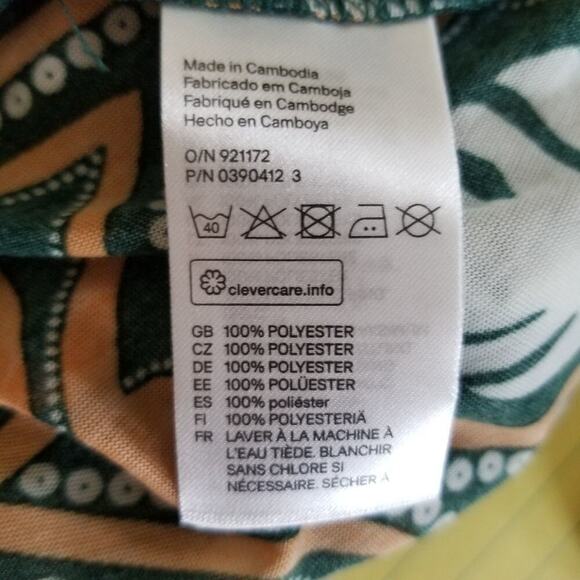 Made in Cambodia
Fabricado em Camboja
Fabriqué en Cambodge
Hecho en Camboya
O/N 921172
P/N 0390412 3
40
clevercare.info
GB 100% POLYESTER
CZ 100% POLYESTER
DE 100% POLYESTER
EE 100% POLÜESTER
ES 100% poliéster
FI 100% POLYESTERIÄ
FR LAVER À LA MACHINE À
L'EAU TIÈDE. BLANCHIR
SANS CHLORE SI
NÉCESSAIRE. SÉCHER À